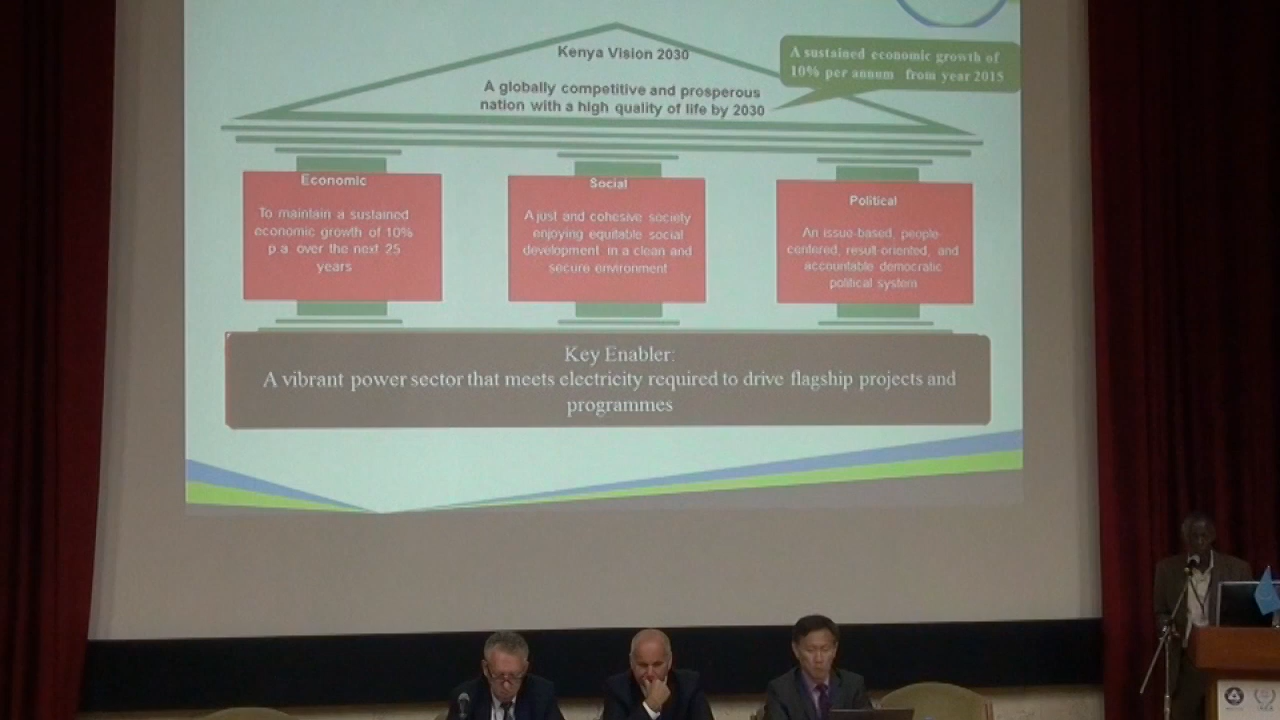 Kenya Vision 2030
A globally competitive and prosperous
nation with a high quality of life by 2030
A sustained economic growth of
10% per annum from year 2015
Economic
To maintain a sustained
economic growth of 10%
p.a. over the next 25
years
Social
A just and cohesive society
enjoying equitable social
development in a clean and
secure environment
Political
An issue-based, people-
centered, result-oriented, and
accountable democratic
political system
Key Enabler:
A vibrant power sector that meets electricity required to drive flagship projects and
programmes